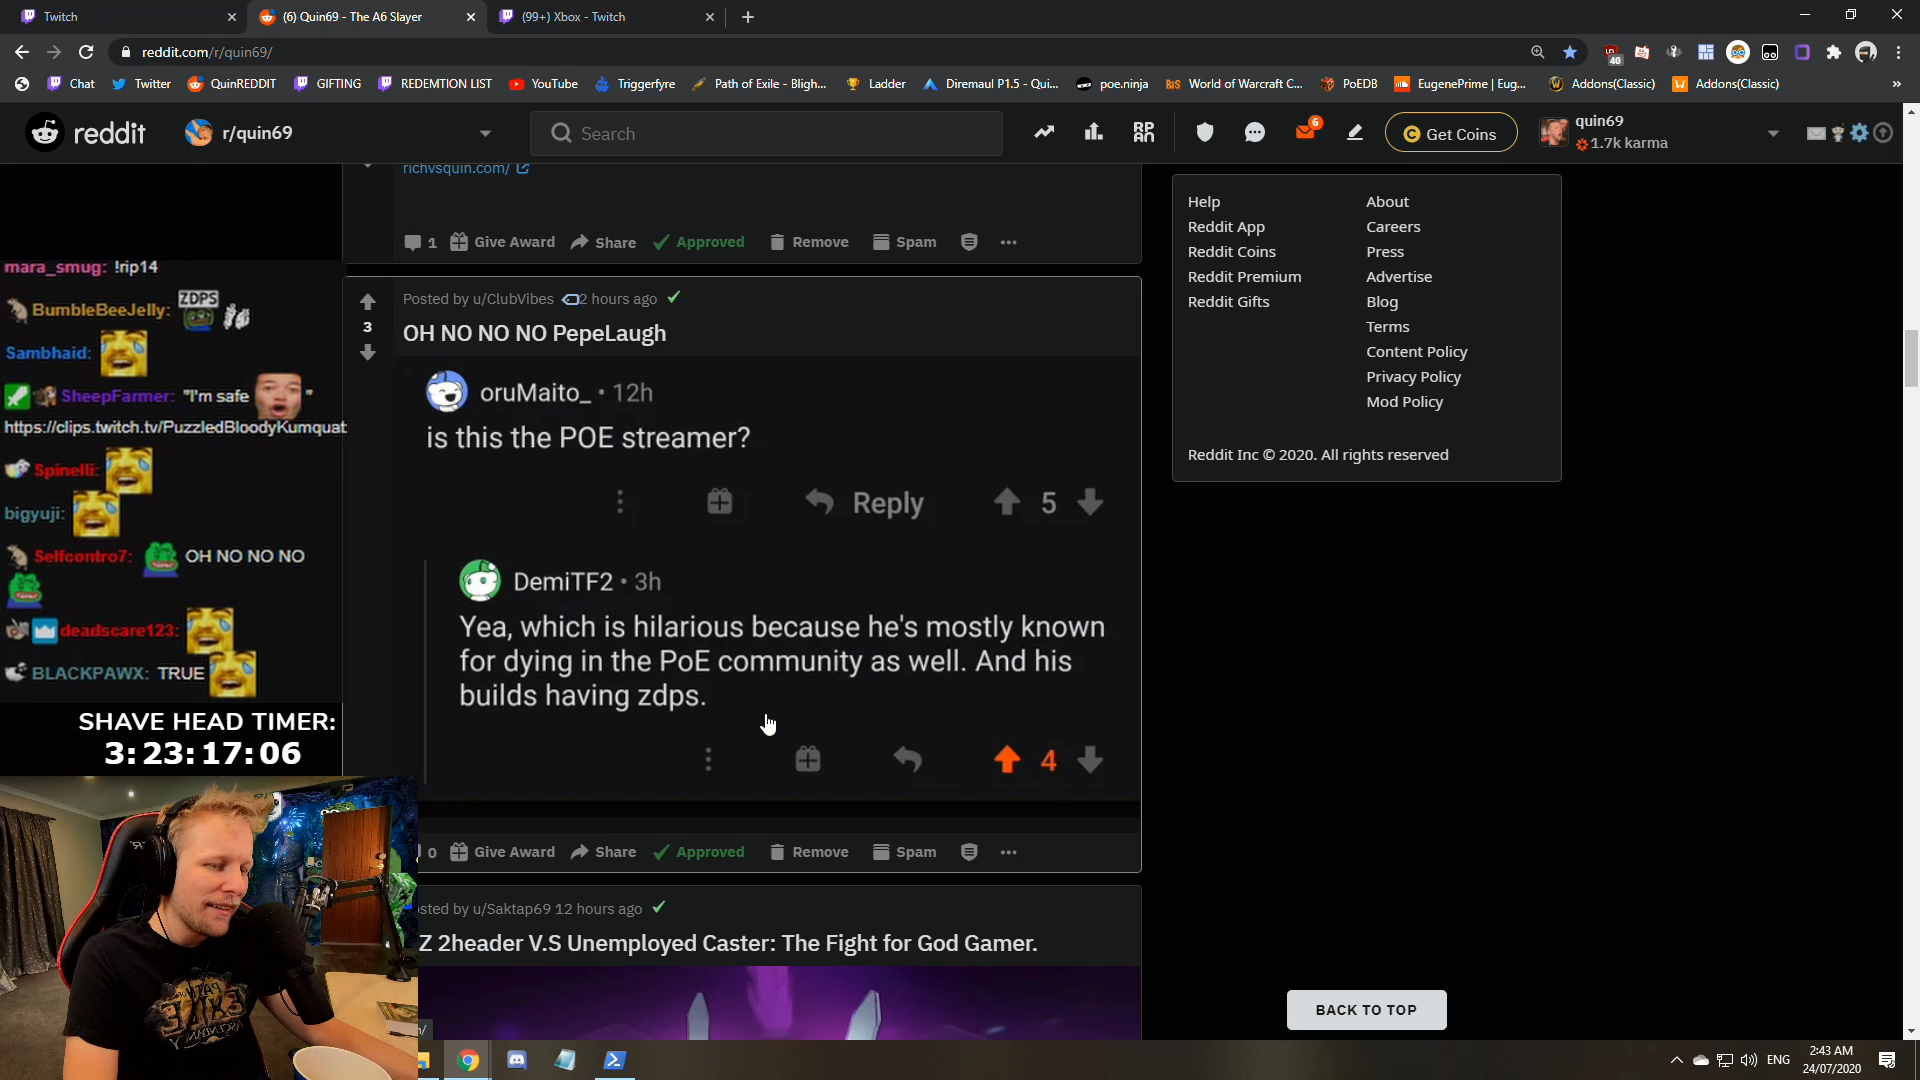 Twitch
(6) Quin69 - The A6 Slayer
(99+) Xbox - Twitch
reddit.com/r/quin69/
40
Chat
Twitter
QuinREDDIT
GIFTING
REDEMTION LIST
YouTube
Triggerfyre
Path of Exile - Bligh...
Ladder
Diremaul P1.5 - Qui...
poe.ninja
World of Warcraft C...
PoEDB
EugenePrime | Eug...
Addons(Classic)
Addons(Classic)
reddit
r/quin69
Search
6
Get Coins
quin69
1.7k karma
richvsquin.com/
1
Give Award
Share
Approved
Remove
Spam
Posted by u/ClubVibes
2 hours ago
3
OH NO NO NO PepeLaugh
oruMaito_ • 12h
is this the POE streamer?
Reply
5
DemiTF2 • 3h
Yea, which is hilarious because he's mostly known
for dying in the PoE community as well. And his
builds having zdps.
4
0
Give Award
Share
Approved
Remove
Spam
sted by u/Saktap69 12 hours ago
Z 2header V.S Unemployed Caster: The Fight for God Gamer.
Help
Reddit App
Reddit Coins
Reddit Premium
Reddit Gifts
About
Careers
Press
Advertise
Blog
Terms
Content Policy
Privacy Policy
Mod Policy
Reddit Inc © 2020. All rights reserved
BACK TO TOP
mara_smug: !rip14
BumbleBeeJelly: ZDPS
Sambhaid:
SheepFarmer: "I'm safe "
https://clips.twitch.tv/PuzzledBloodyKumquat
Spinelli:
bigyuji:
Selfcontro7: OH NO NO NO
deadscare123:
BLACKPAWX: TRUE
SHAVE HEAD TIMER:
3:23:17:06
PATH OF
EXILE
ENG
2:43 AM
24/07/2020